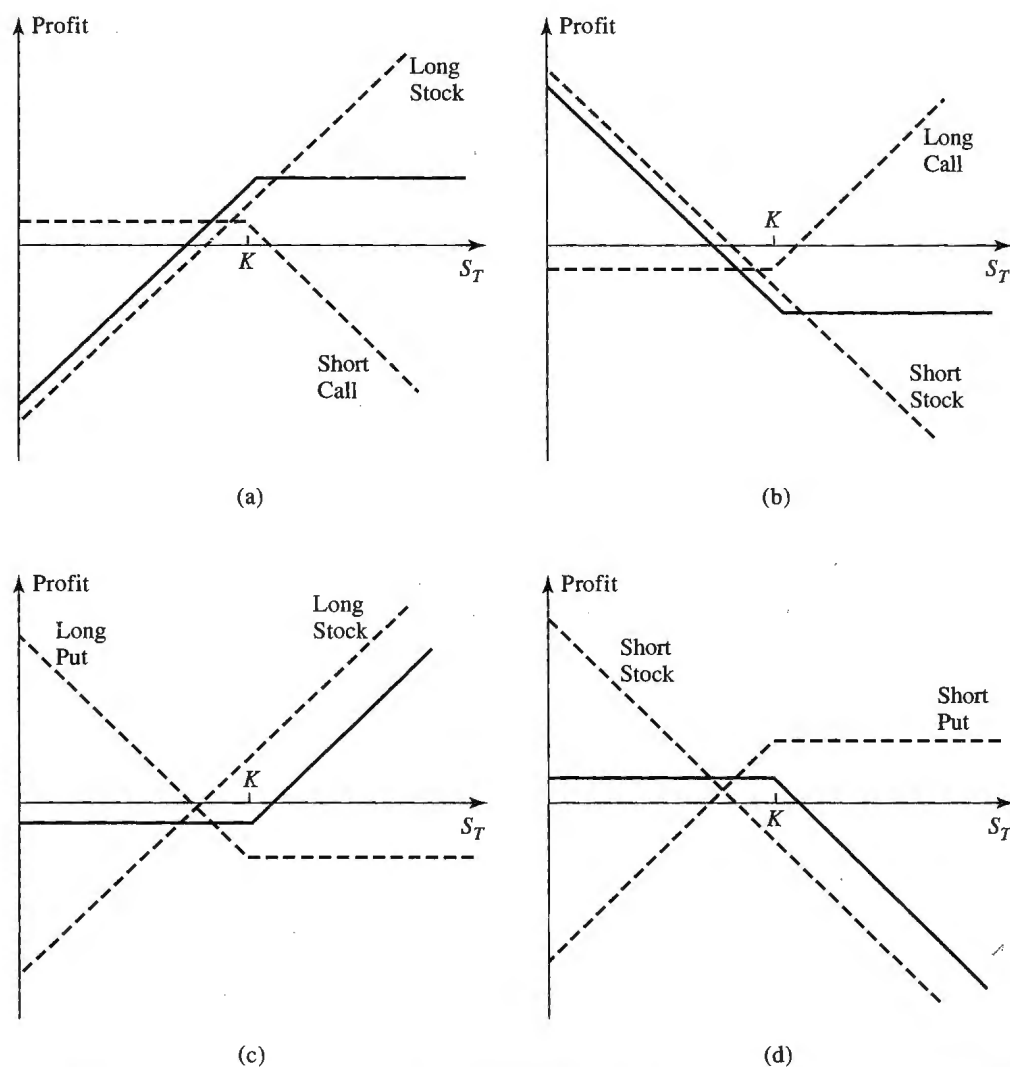 Profit
Long
Stock
K
S_T
Short
Call
(a)
Profit
Long
Call
K
S_T
Short
Stock
(b)
Profit
Long
Put
Long
Stock
K
S_T
(c)
Profit
Short
Stock
Short
Put
K
S_T
(d)